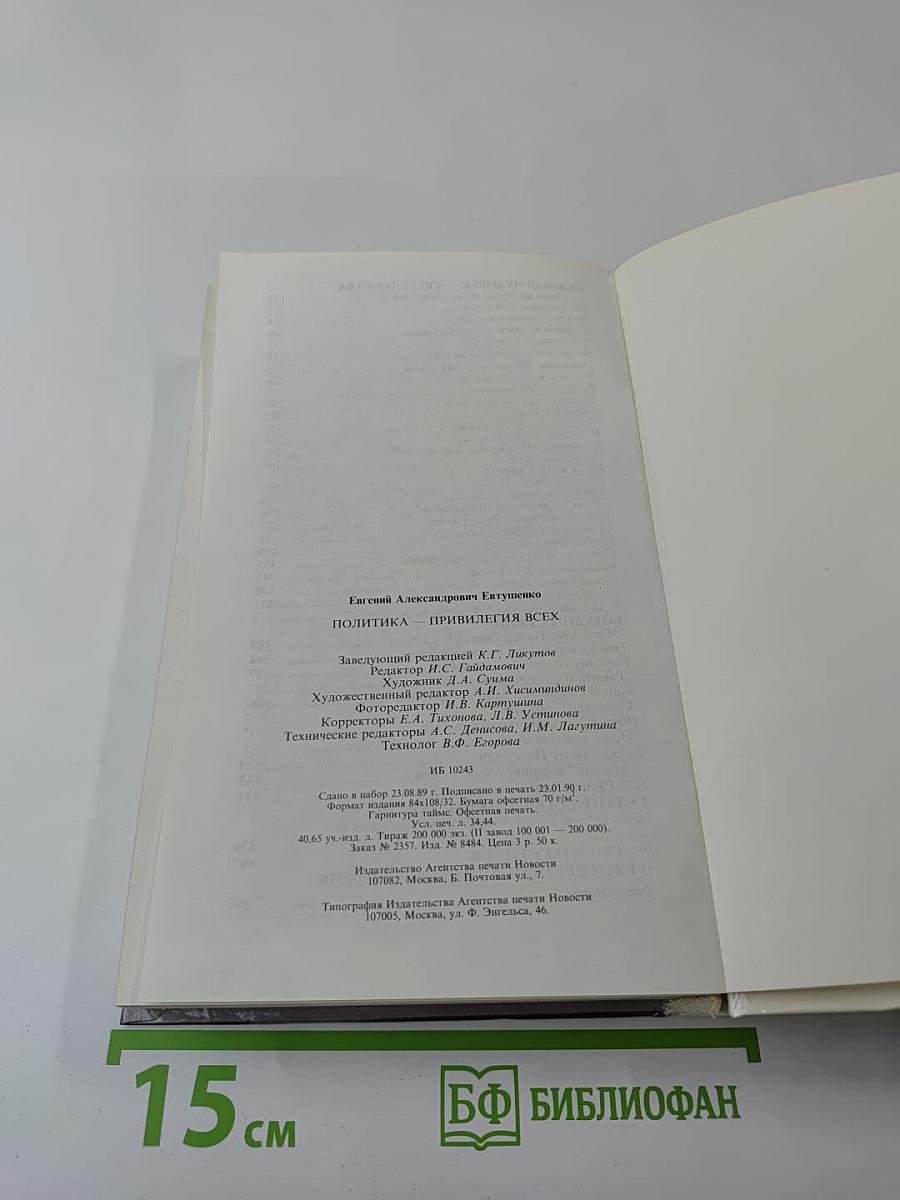 Евгений Александрович Евтушенко
ПОЛИТИКА — ПРИВИЛЕГИЯ ВСЕХ
Заведующий редакцией К.Г. Ликутов
Редактор И.С. Гайдамович
Художник Д.А. Суима
Художественный редактор А.И. Хисиминдинов
Фоторедактор И.В. Картушина
Корректоры Е.А. Тихонова, Л.В. Устинова
Технические редакторы А.С. Денисова, И.М. Лагутина
Технолог В.Ф. Егорова
ИБ 10243
Сдано в набор 23.08.89 г. Подписано в печать 23.01.90 г.
Формат издания 84х108/32. Бумага офсетная 70 г/м².
Гарнитура таймс. Офсетная печать.
Усл. печ. л. 34,44.
40,65 уч.-изд. л. Тираж 200 000 экз. (II завод 100 001 — 200 000).
Заказ № 2357. Изд. № 8484. Цена 3 р. 50 к.
Издательство Агентства печати Новости
107082, Москва, Б. Почтовая ул., 7.
Типография Издательства Агентства печати Новости
107005, Москва, ул. Ф. Энгельса, 46.
15 см
БФ БИБЛИОФАН